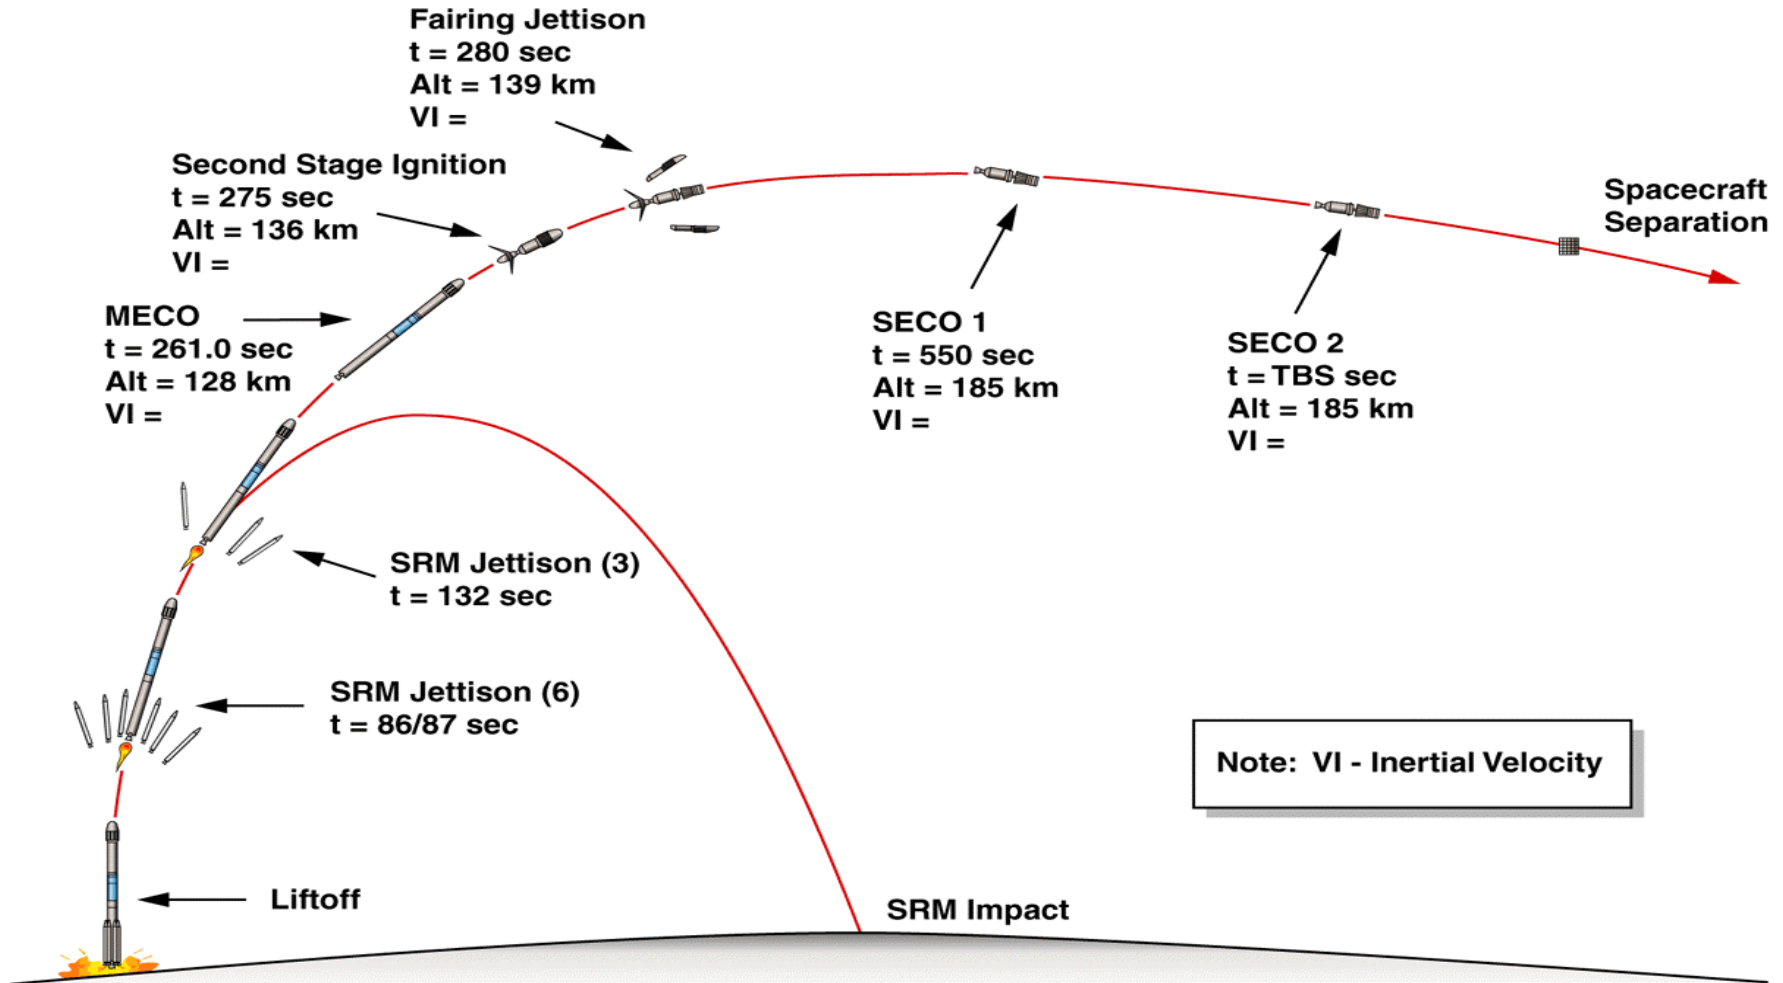 Fairing Jettison
t = 280 sec
Alt = 139 km
VI =
Second Stage Ignition
t = 275 sec
Alt = 136 km
VI =
MECO
t = 261.0 sec
Alt = 128 km
VI =
SECO 1
t = 550 sec
Alt = 185 km
VI =
SECO 2
t = TBS sec
Alt = 185 km
VI =
Spacecraft
Separation
SRM Jettison (3)
t = 132 sec
SRM Jettison (6)
t = 86/87 sec
Liftoff
SRM Impact
Note:  VI - Inertial Velocity